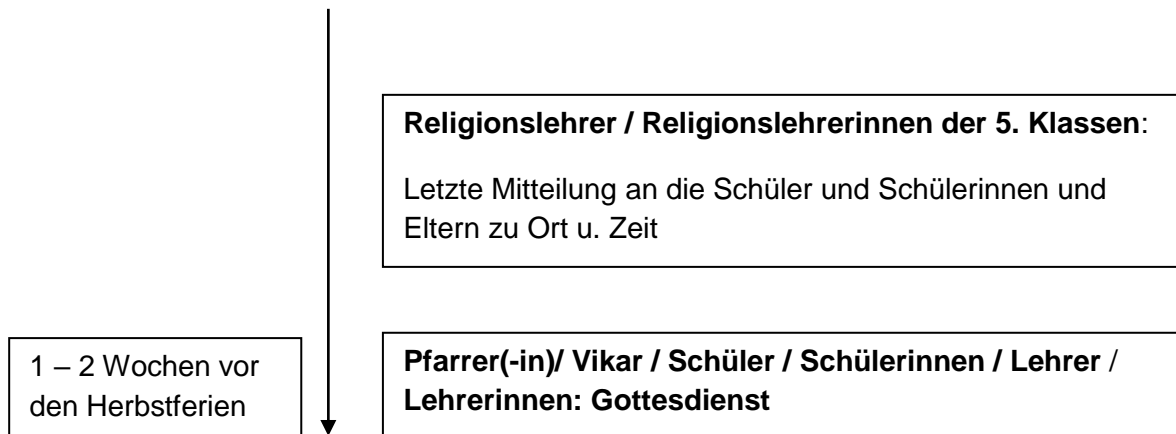 Religionslehrer / Religionslehrerinnen der 5. Klassen:
Letzte Mitteilung an die Schüler und Schülerinnen und
Eltern zu Ort u. Zeit
1 – 2 Wochen vor
den Herbstferien
Pfarrer(-in)/ Vikar / Schüler / Schülerinnen / Lehrer /
Lehrerinnen: Gottesdienst